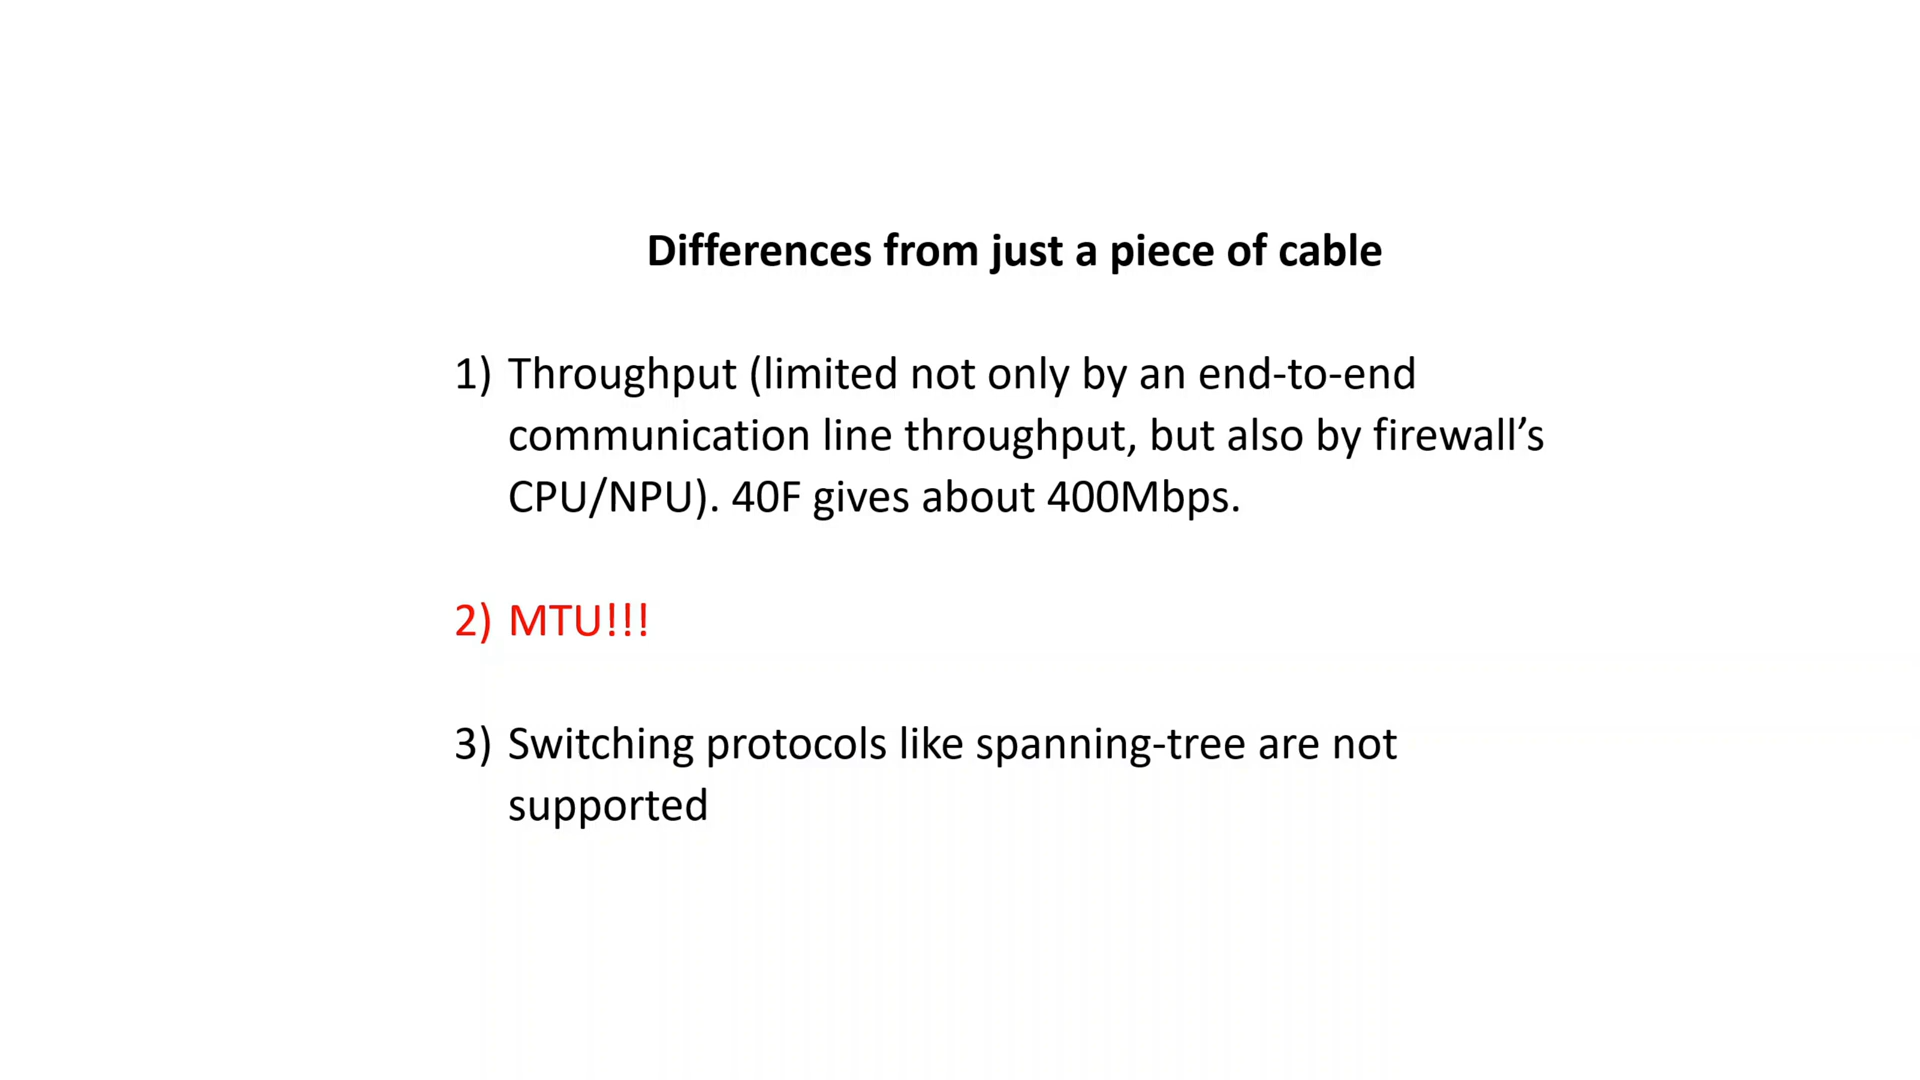 Differences from just a piece of cable
1) Throughput (limited not only by an end-to-end
communication line throughput, but also by firewall’s
CPU/NPU). 40F gives about 400Mbps.
2) MTU!!!
3) Switching protocols like spanning-tree are not
supported